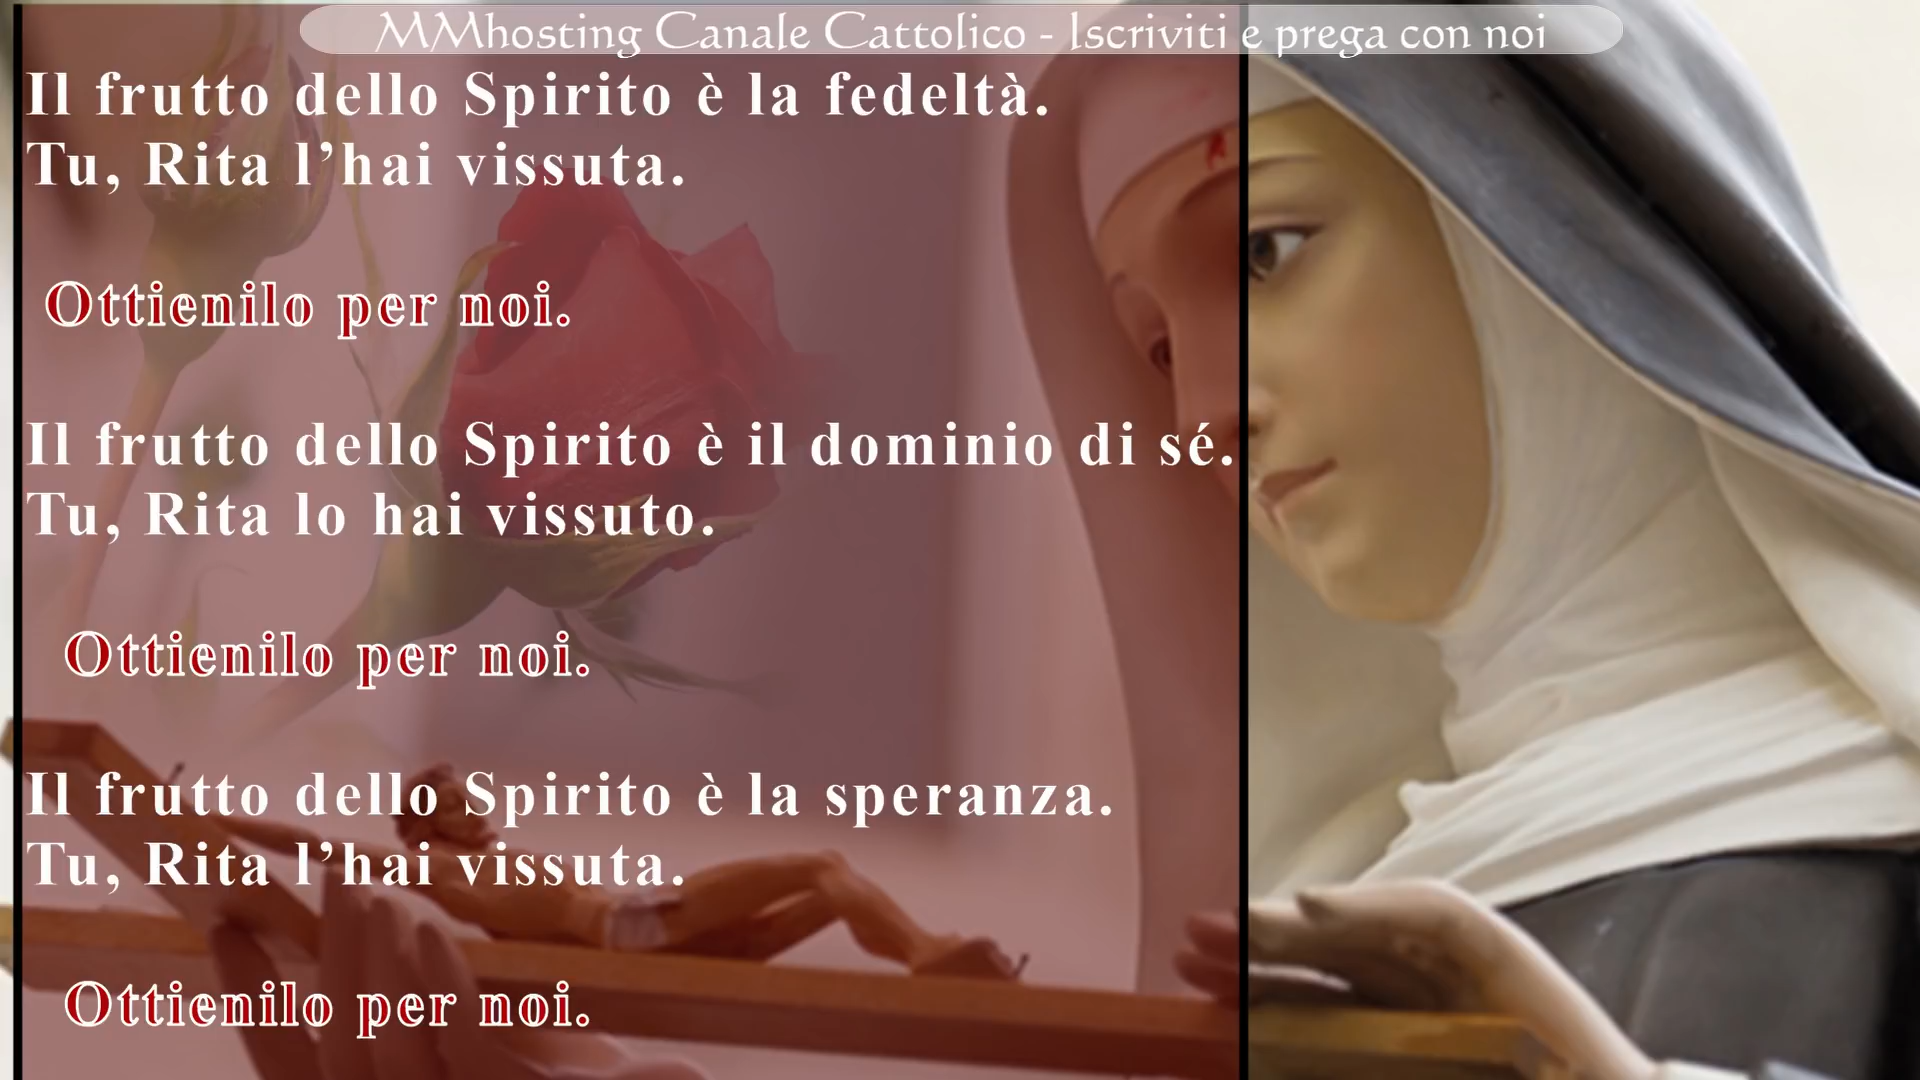 MMhosting Canale Cattolico - Iscriviti e prega con noi
Il frutto dello Spirito è la fedeltà.
Tu, Rita l’hai vissuta.
Ottienilo per noi.
Il frutto dello Spirito è il dominio di sé.
Tu, Rita lo hai vissuto.
Ottienilo per noi.
Il frutto dello Spirito è la speranza.
Tu, Rita l’hai vissuta.
Ottienilo per noi.